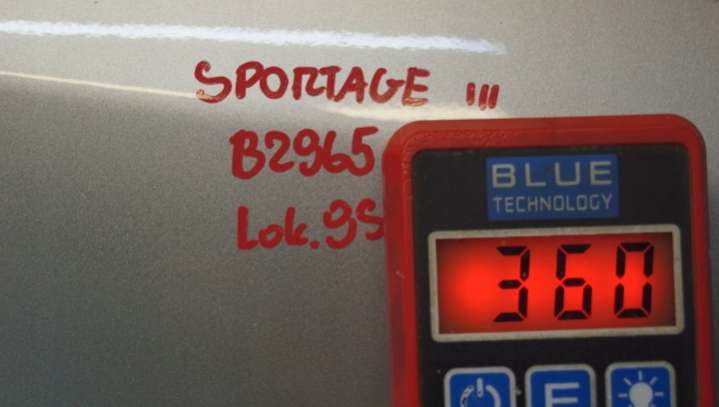 SPORTAGE III
B2965
Lok.9S
BLUE
TECHNOLOGY
360
E